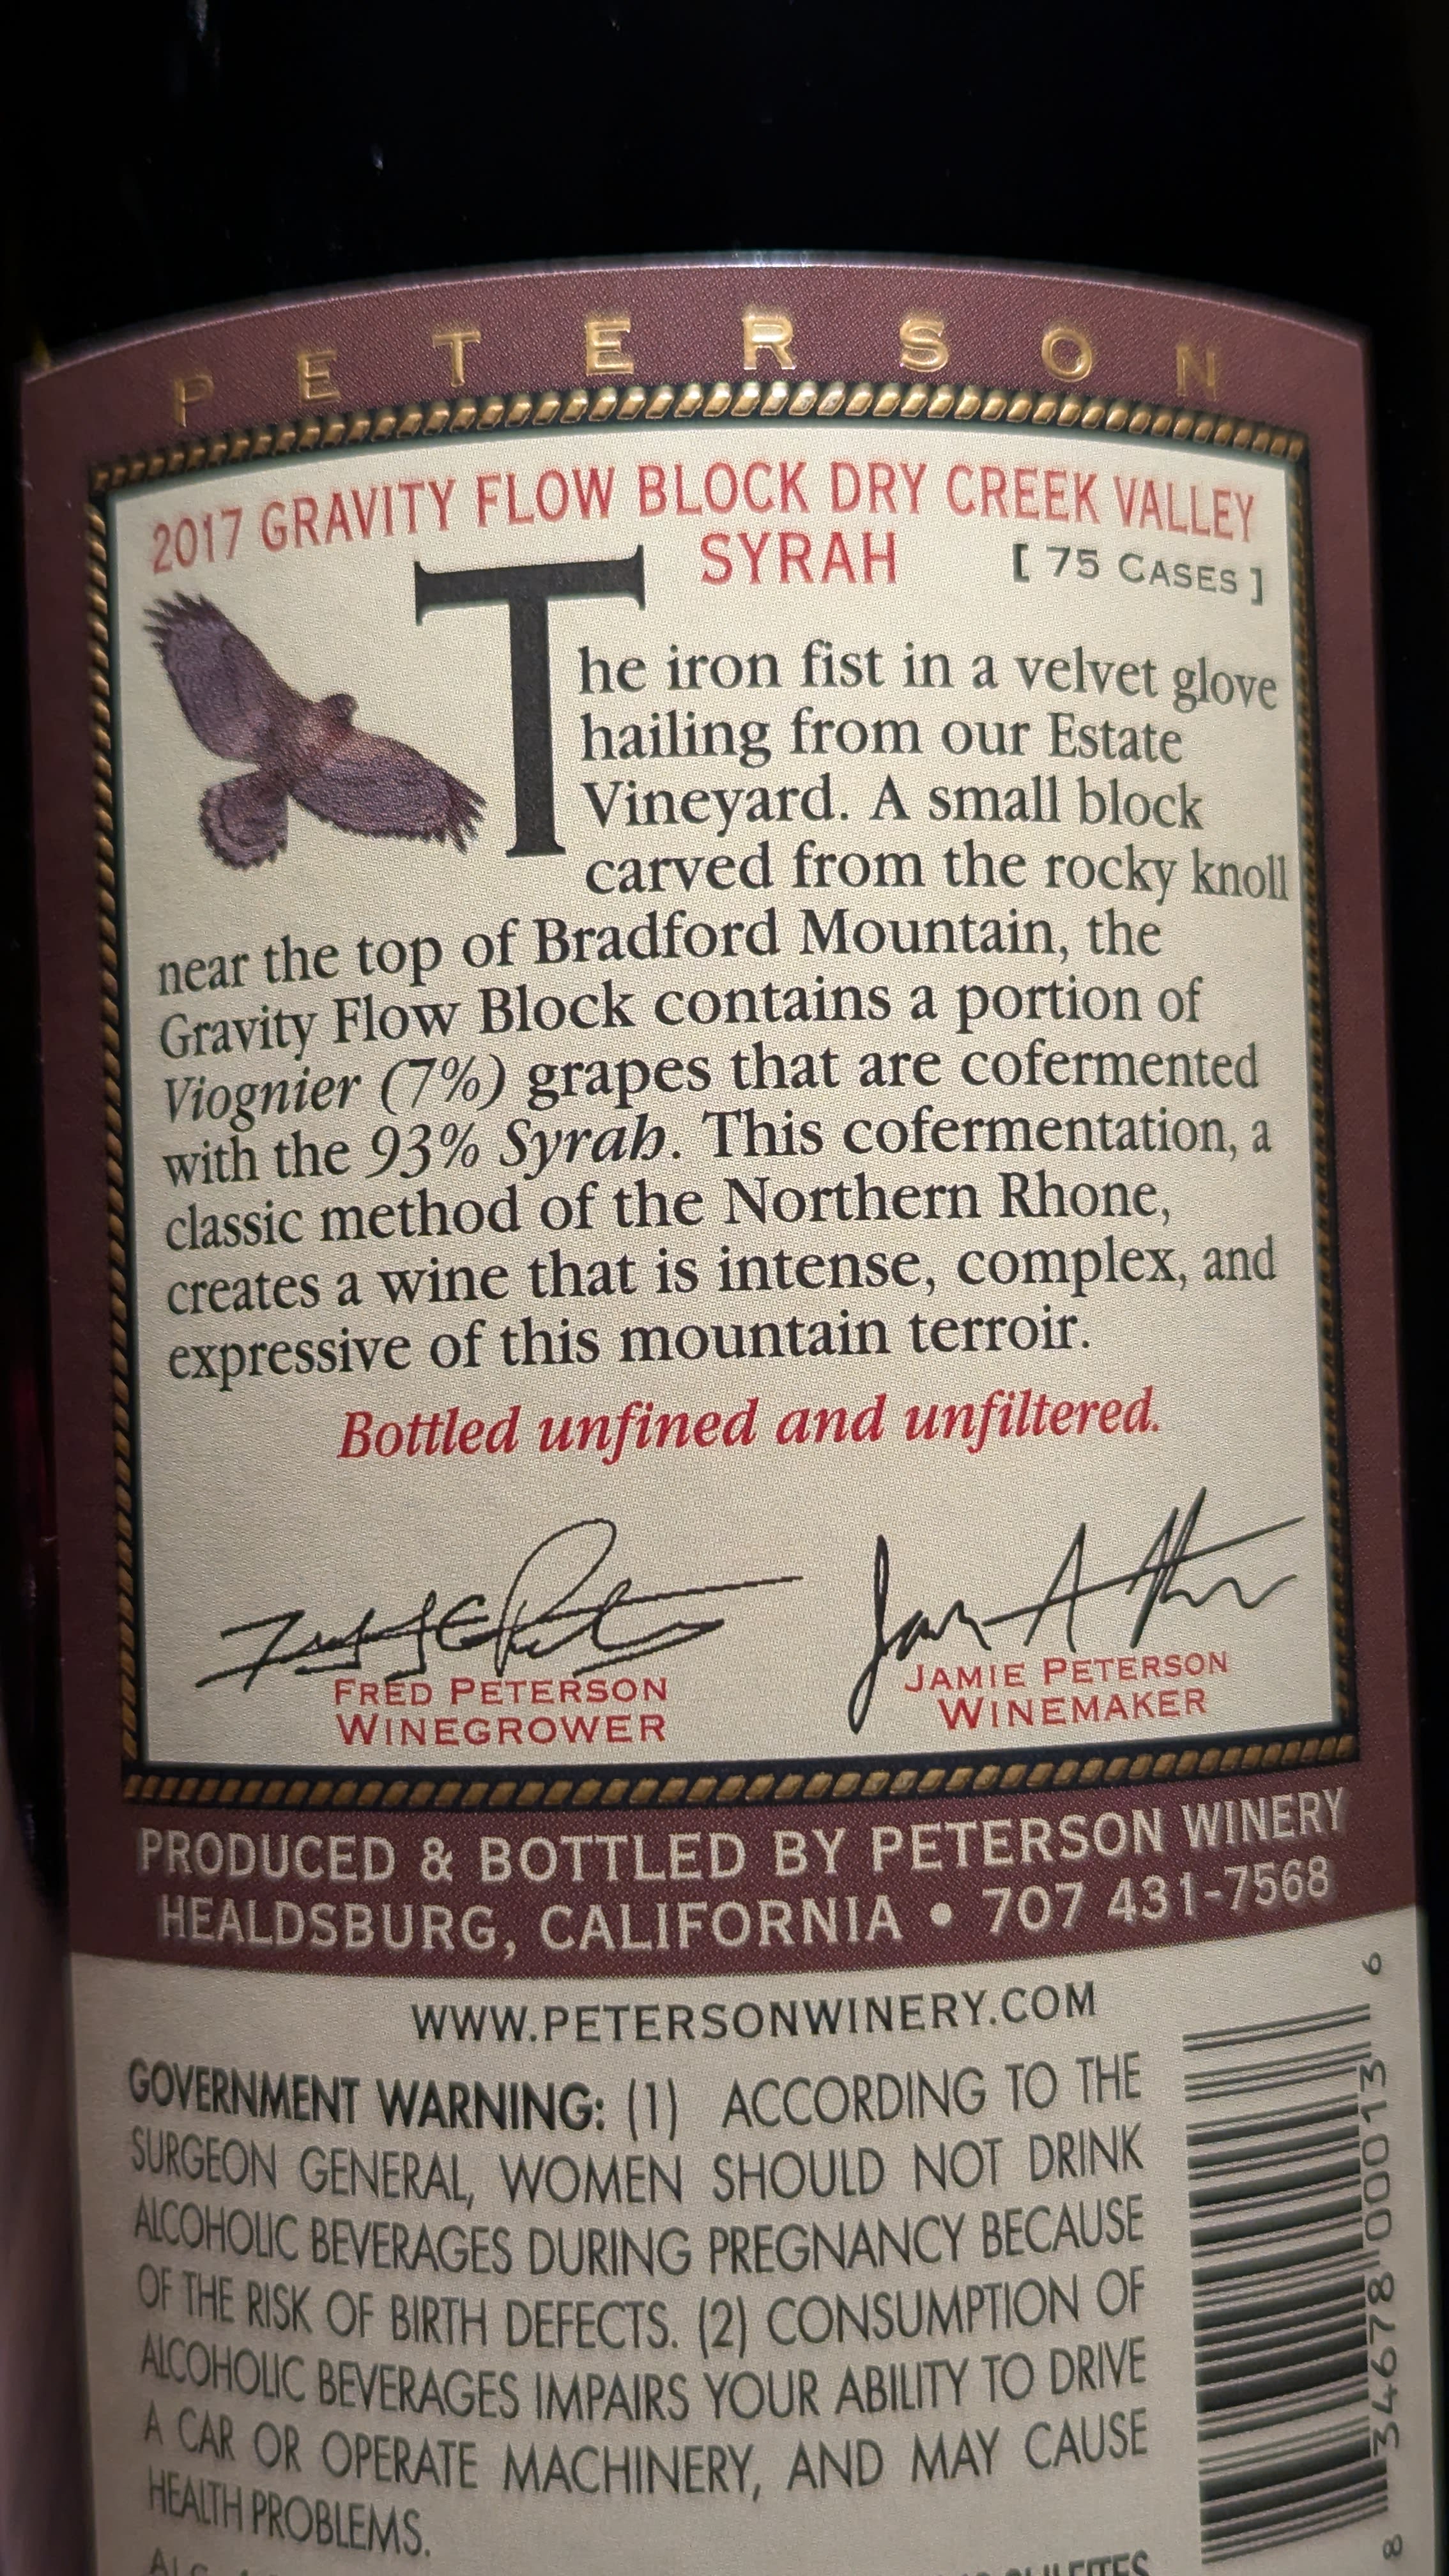 PETERSON
2017 GRAVITY FLOW BLOCK DRY CREEK VALLEY
SYRAH [ 75 CASES ]
The iron fist in a velvet glove
hailing from our Estate
Vineyard. A small block
carved from the rocky knoll
near the top of Bradford Mountain, the
Gravity Flow Block contains a portion of
Viognier (7%) grapes that are cofermented
with the 93% Syrah. This cofermentation, a
classic method of the Northern Rhone,
creates a wine that is intense, complex, and
expressive of this mountain terroir.
Bottled unfined and unfiltered.
FRED PETERSON
WINEGROWER
JAMIE PETERSON
WINEMAKER
PRODUCED & BOTTLED BY PETERSON WINERY
HEALDSBURG, CALIFORNIA • 707 431-7568
WWW.PETERSONWINERY.COM
GOVERNMENT WARNING: (1) ACCORDING TO THE
SURGEON GENERAL, WOMEN SHOULD NOT DRINK
ALCOHOLIC BEVERAGES DURING PREGNANCY BECAUSE
OF THE RISK OF BIRTH DEFECTS. (2) CONSUMPTION OF
ALCOHOLIC BEVERAGES IMPAIRS YOUR ABILITY TO DRIVE
A CAR OR OPERATE MACHINERY, AND MAY CAUSE
HEALTH PROBLEMS.
8 34678 00013 6